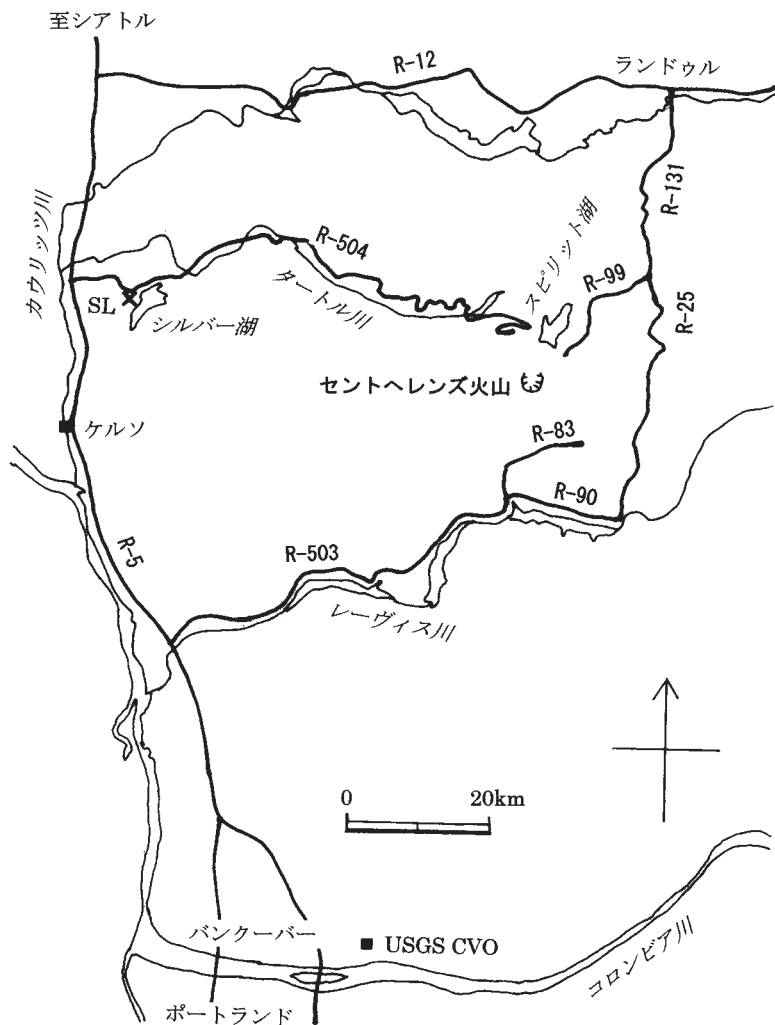 至シアトル
R-12
ランドゥル
R-131
カウリッツ川
R-504
スピリット湖
R-99
タートル川
SL
シルバー湖
R-25
セントヘレンズ火山
ケルソ
R-83
R-90
R-5
R-503
レーヴィス川
0 20km
バンクーバー
USGS CVO
コロンビア川
ポートランド